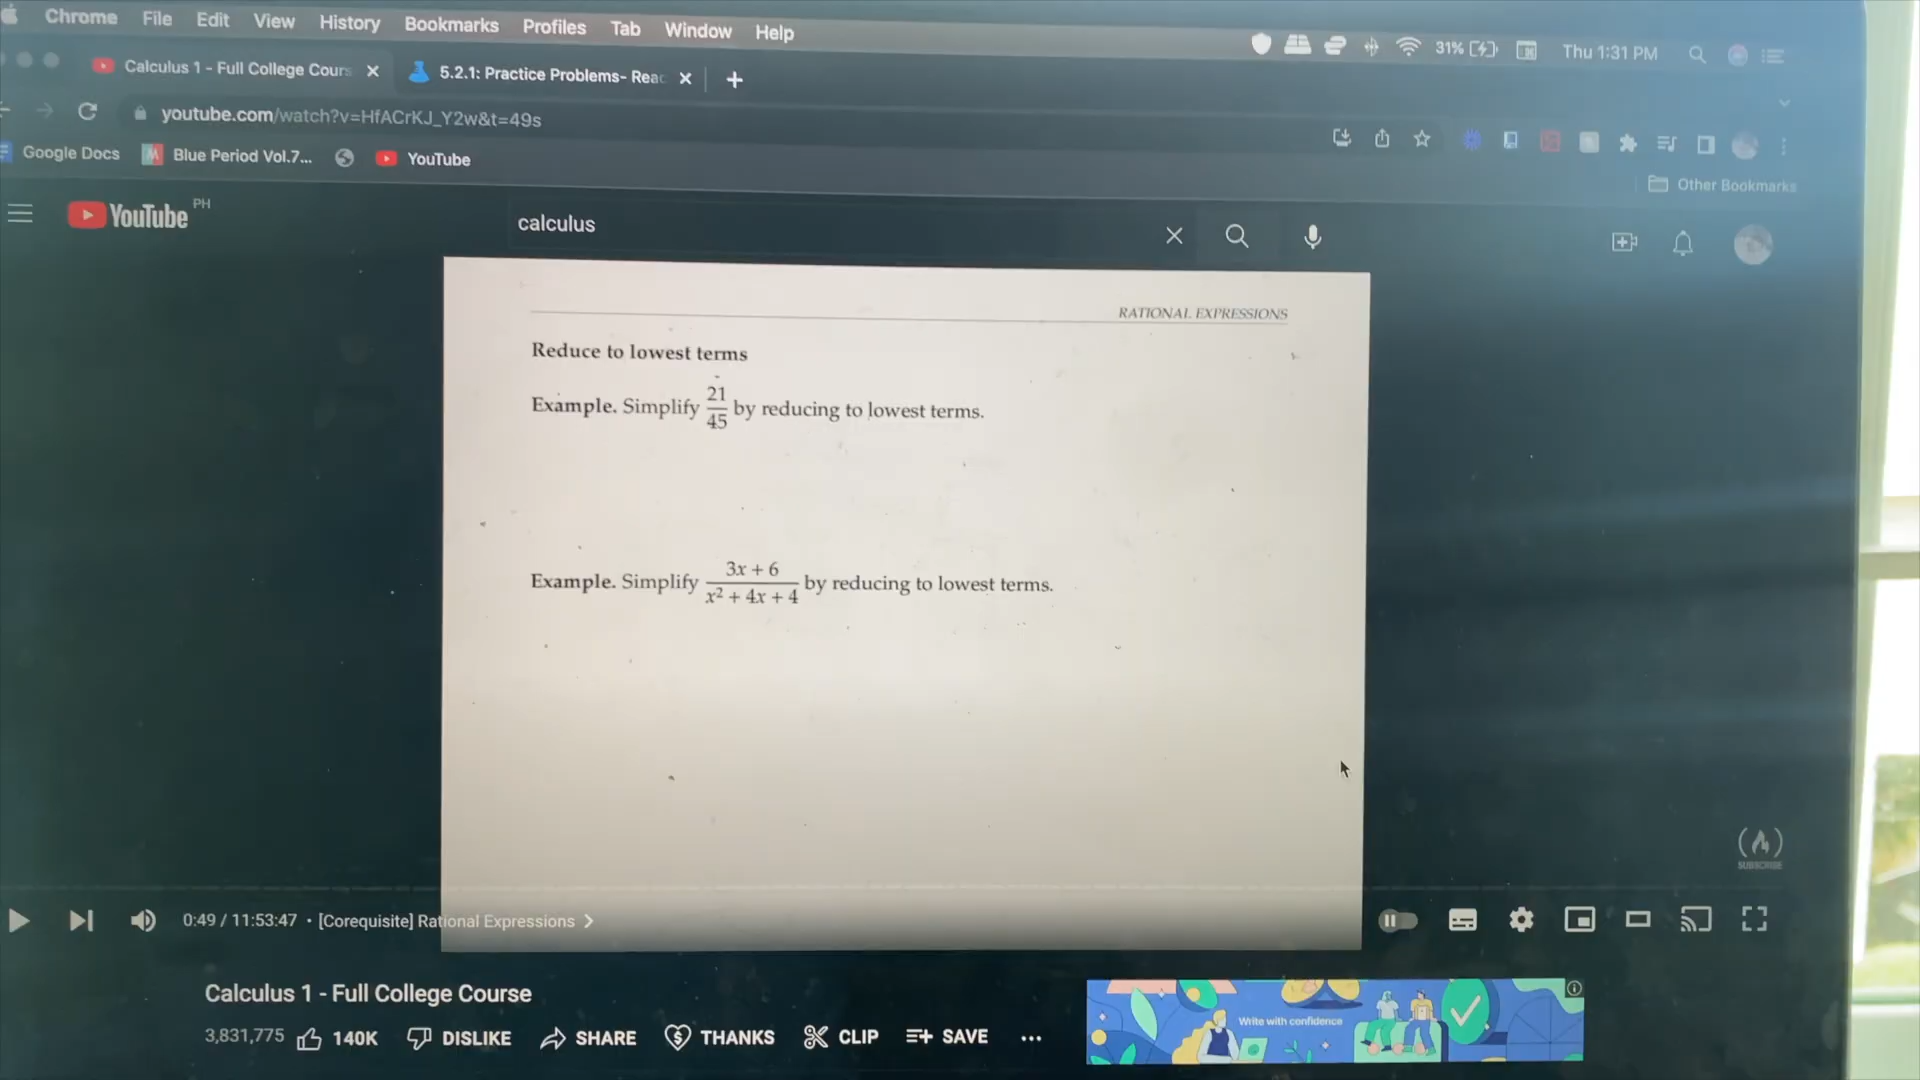 Chrome File Edit View History Bookmarks Profiles Tab Window Help 31% Thu 1:31 PM
Calculus 1 - Full College Cours 5.2.1: Practice Problems- Reac
youtube.com/watch?v=HfACrKJ_Y2w&t=49s
Google Docs Blue Period Vol.7... YouTube
Other Bookmarks
YouTube PH
calculus
RATIONAL EXPRESSIONS
Reduce to lowest terms
Example. Simplify 21/45 by reducing to lowest terms.
Example. Simplify (3x + 6)/(x² + 4x + 4) by reducing to lowest terms.
SUBSCRIBE
0:49 / 11:53:47 • [Corequisite] Rational Expressions
Calculus 1 - Full College Course
3,831,775 140K DISLIKE SHARE THANKS CLIP SAVE
Write with confidence